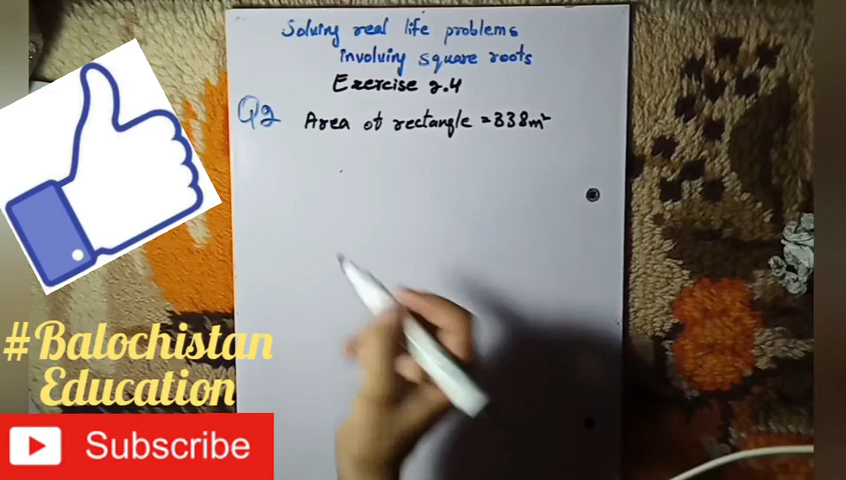 Solving real life problems
involving square roots
Exercise 2.4
Q2 Area of rectangle = 338m²
#Balochistan
Education
Subscribe